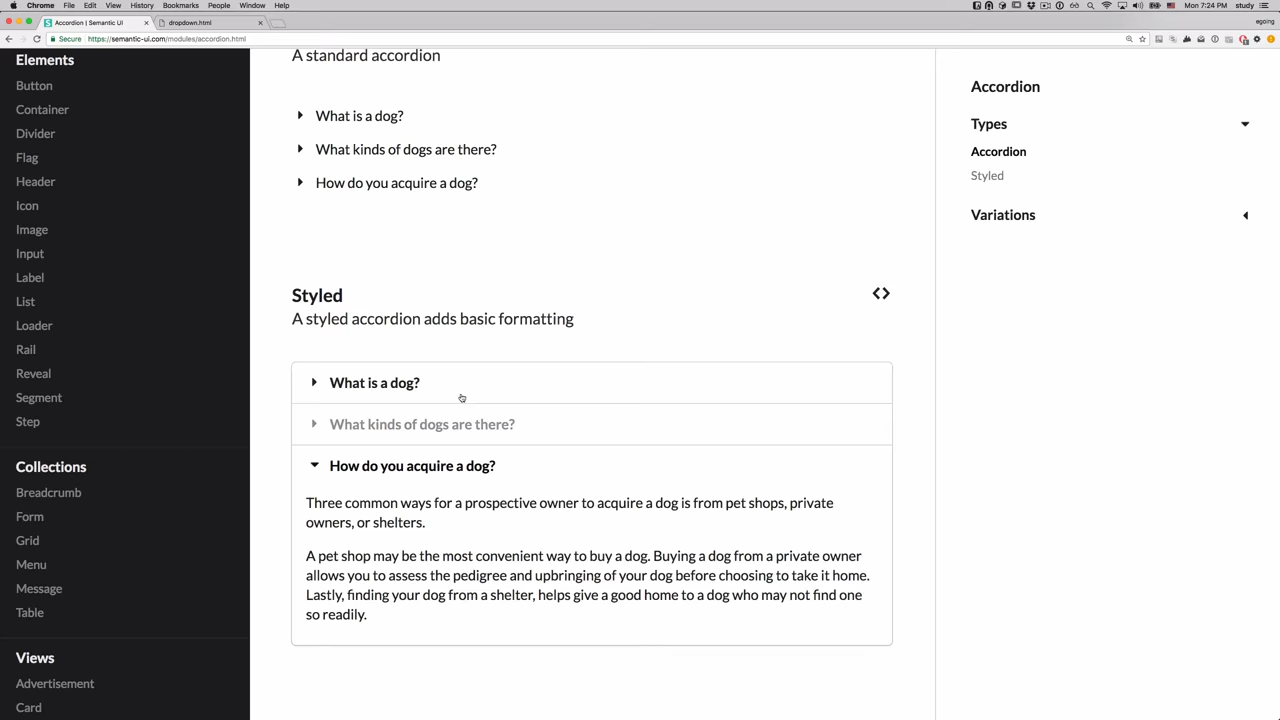 Chrome File Edit View History Bookmarks People Window Help
Mon 7:24 PM study
Accordion | Semantic UI
dropdown.html
egoing
Secure https://semantic-ui.com/modules/accordion.html
Elements
Button
Container
Divider
Flag
Header
Icon
Image
Input
Label
List
Loader
Rail
Reveal
Segment
Step
Collections
Breadcrumb
Form
Grid
Menu
Message
Table
Views
Advertisement
Card
A standard accordion
What is a dog?
What kinds of dogs are there?
How do you acquire a dog?
Styled
A styled accordion adds basic formatting
What is a dog?
What kinds of dogs are there?
How do you acquire a dog?
Three common ways for a prospective owner to acquire a dog is from pet shops, private
owners, or shelters.
A pet shop may be the most convenient way to buy a dog. Buying a dog from a private owner
allows you to assess the pedigree and upbringing of your dog before choosing to take it home.
Lastly, finding your dog from a shelter, helps give a good home to a dog who may not find one
so readily.
Accordion
Types
Accordion
Styled
Variations